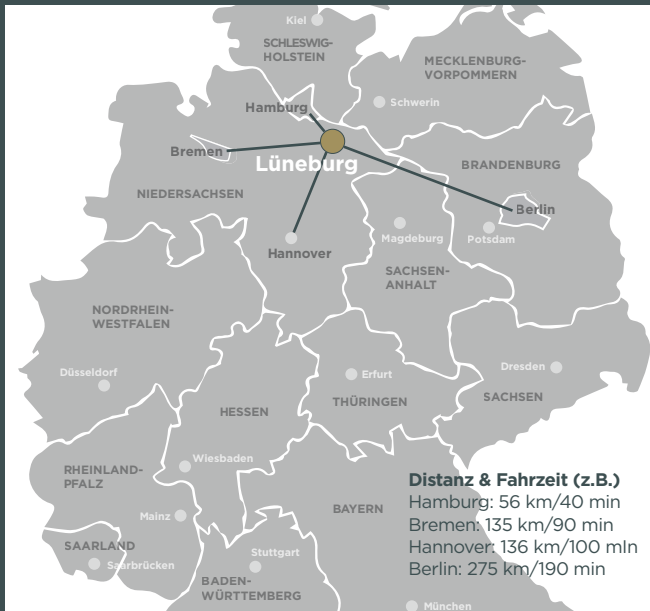 Kiel
SCHLESWIG-
HOLSTEIN
MECKLENBURG-
VORPOMMERN
Schwerin
Hamburg
Bremen
Lüneburg
BRANDENBURG
NIEDERSACHSEN
Berlin
Hannover
Magdeburg
Potsdam
SACHSEN-
ANHALT
NORDRHEIN-
WESTFALEN
Düsseldorf
Erfurt
Dresden
HESSEN
THÜRINGEN
SACHSEN
Wiesbaden
RHEINLAND-
PFALZ
Mainz
BAYERN
SAARLAND
Saarbrücken
Stuttgart
BADEN-
WÜRTTEMBERG
München
Distanz & Fahrzeit (z.B.)
Hamburg: 56 km/40 min
Bremen: 135 km/90 min
Hannover: 136 km/100 mln
Berlin: 275 km/190 min